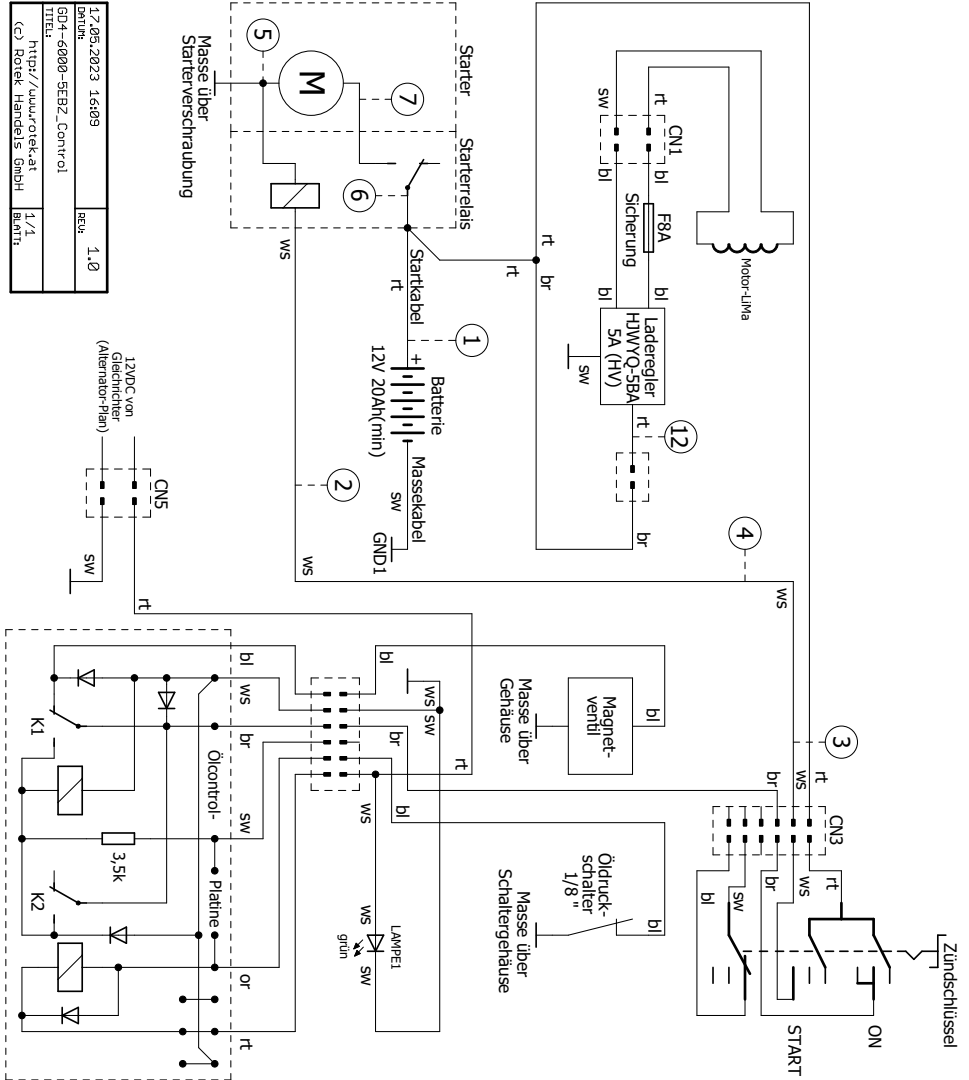 Zündschlüssel
ON
START
CN3
rt
ws
br
sw
bl
rt
ws
br
3
4
ws
Motor-LiMa
CN1
rt
sw
bl
bl
F8A
Sicherung
bl
bl
Laderegler
HJWYQ-5BA
5A (HV)
sw
rt
12
br
rt
br
rt
Starter
Starterrelais
M
5
7
6
Masse über
Starterverschraubung
ws
Startkabel
rt
1
+
Batterie
12V 20Ah(min)
Massekabel
sw
GND1
2
ws
Magnet-
ventil
bl
Masse über
Gehäuse
bl
ws
sw
br
rt
ws
bl
Öldruck-
schalter
1/8"
bl
Masse über
Schaltergehäuse
ws
LAMPE1
grün
sw
CN5
12VDC von
Gleichrichter
(Alternator-Plan)
sw
rt
bl
ws
br
Ölcontrol-
sw
Platine
or
rt
K1
3,5k
K2
17.05.2023 16:09
DATUM:
REV:
1.0
GD4-6000-5EBZ_Control
TITEL:
http://www.rotek.at
(c) Rotek Handels GmbH
1/1
BLATT: